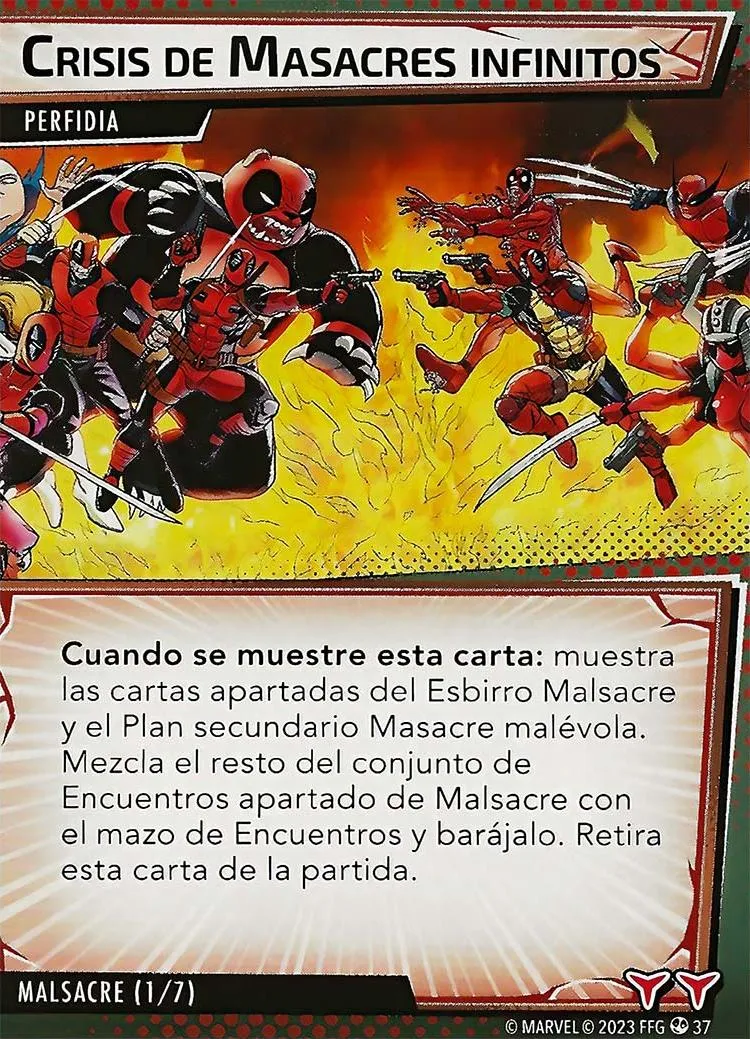 Crisis de Masacres infinitos
PERFIDIA
Cuando se muestre esta carta: muestra
las cartas apartadas del Esbirro Malsacre
y el Plan secundario Masacre malévola.
Mezcla el resto del conjunto de
Encuentros apartado de Malsacre con
el mazo de Encuentros y barájalo. Retira
esta carta de la partida.
MALSACRE (1/7)
© MARVEL © 2023 FFG 37